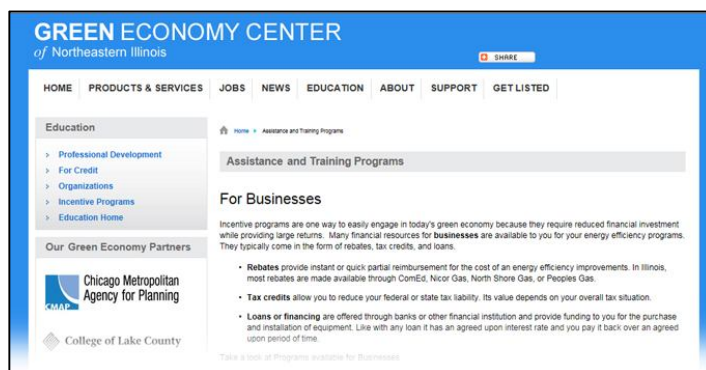 GREEN ECONOMY CENTER
of Northeastern Illinois
SHARE
HOME PRODUCTS & SERVICES JOBS NEWS EDUCATION ABOUT SUPPORT GET LISTED
Education
Professional Development
For Credit
Organizations
Incentive Programs
Education Home
Our Green Economy Partners
CMAP
Chicago Metropolitan
Agency for Planning
College of Lake County
Home Assistance and Training Programs
Assistance and Training Programs
For Businesses
Incentive programs are one way to easily engage in today's green economy because they require reduced financial investment
while providing large returns. Many financial resources for businesses are available to you for your energy efficiency programs.
They typically come in the form of rebates, tax credits, and loans.
• Rebates provide instant or quick partial reimbursement for the cost of an energy efficiency improvements. In Illinois,
most rebates are made available through ComEd, Nicor Gas, North Shore Gas, or Peoples Gas.
• Tax credits allow you to reduce your federal or state tax liability. Its value depends on your overall tax situation.
• Loans or financing are offered through banks or other financial institution and provide funding to you for the purchase
and installation of equipment. Like with any loan it has an agreed upon interest rate and you pay it back over an agreed
upon period of time.
Take a look at Programs available for Businesses